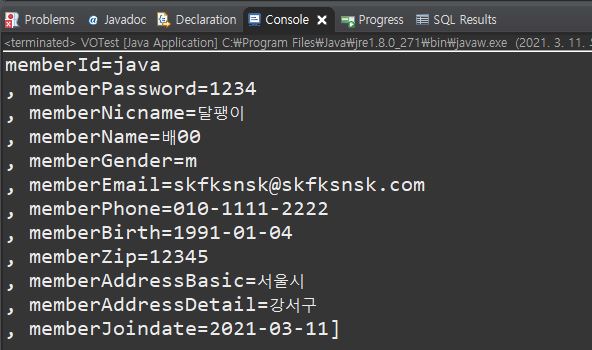 Problems Javadoc Declaration Console Progress SQL Results
<terminated> VOTest [Java Application] C:\Program Files\Java\jre1.8.0_271\bin\javaw.exe (2021. 3. 11.
memberId=java
, memberPassword=1234
, memberNicname=달팽이
, memberName=배00
, memberGender=m
, memberEmail=skfksnsk@skfksnsk.com
, memberPhone=010-1111-2222
, memberBirth=1991-01-04
, memberZip=12345
, memberAddressBasic=서울시
, memberAddressDetail=강서구
, memberJoindate=2021-03-11]